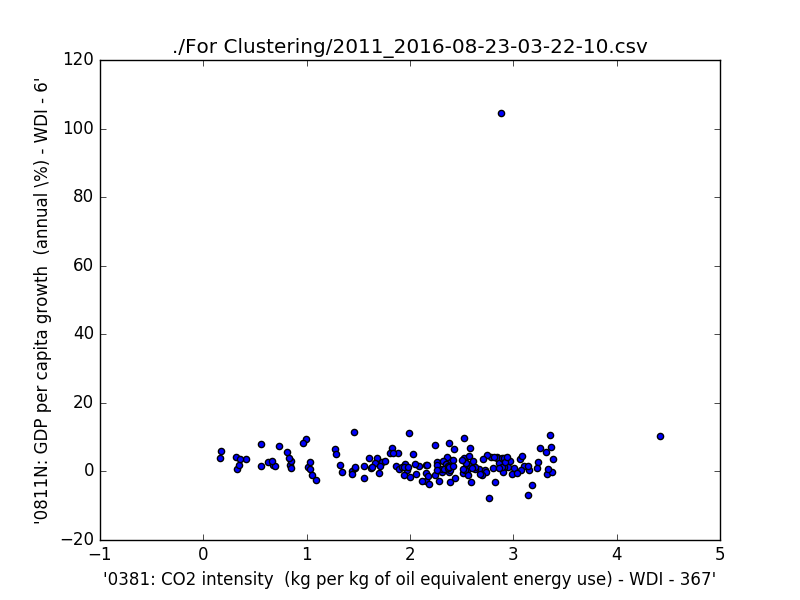 ./For Clustering/2011_2016-08-23-03-22-10.csv
120
100
80
60
40
20
0
−20
−1 0 1 2 3 4 5
'0811N: GDP per capita growth  (annual \%) - WDI - 6'
'0381: CO2 intensity  (kg per kg of oil equivalent energy use) - WDI - 367'